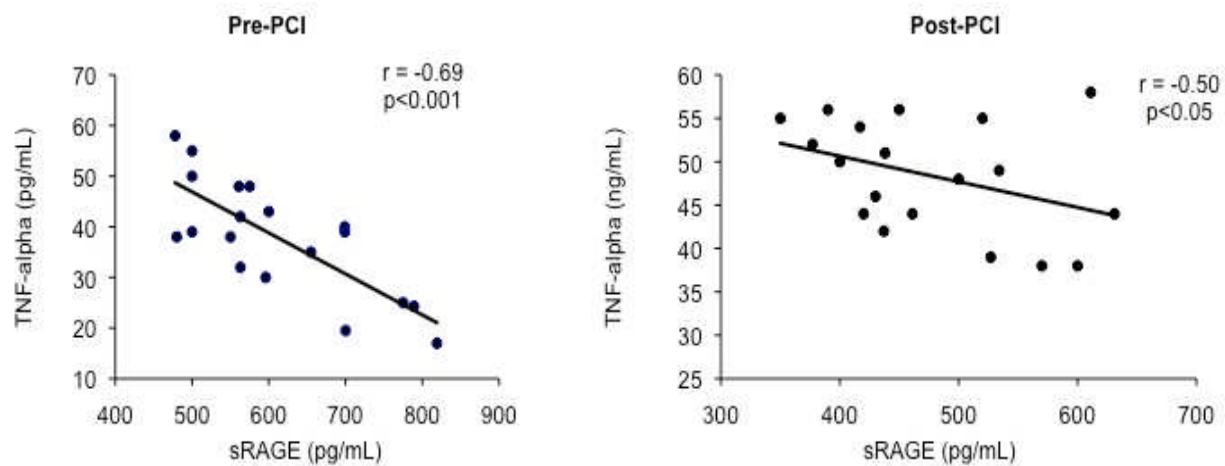 Pre-PCI
r = -0.69
p<0.001
TNF-alpha (pg/mL)
70
60
50
40
30
20
10
400 500 600 700 800 900
sRAGE (pg/mL)
Post-PCI
r = -0.50
p<0.05
TNF-alpha (ng/mL)
60
55
50
45
40
35
30
25
300 400 500 600 700
sRAGE (pg/mL)